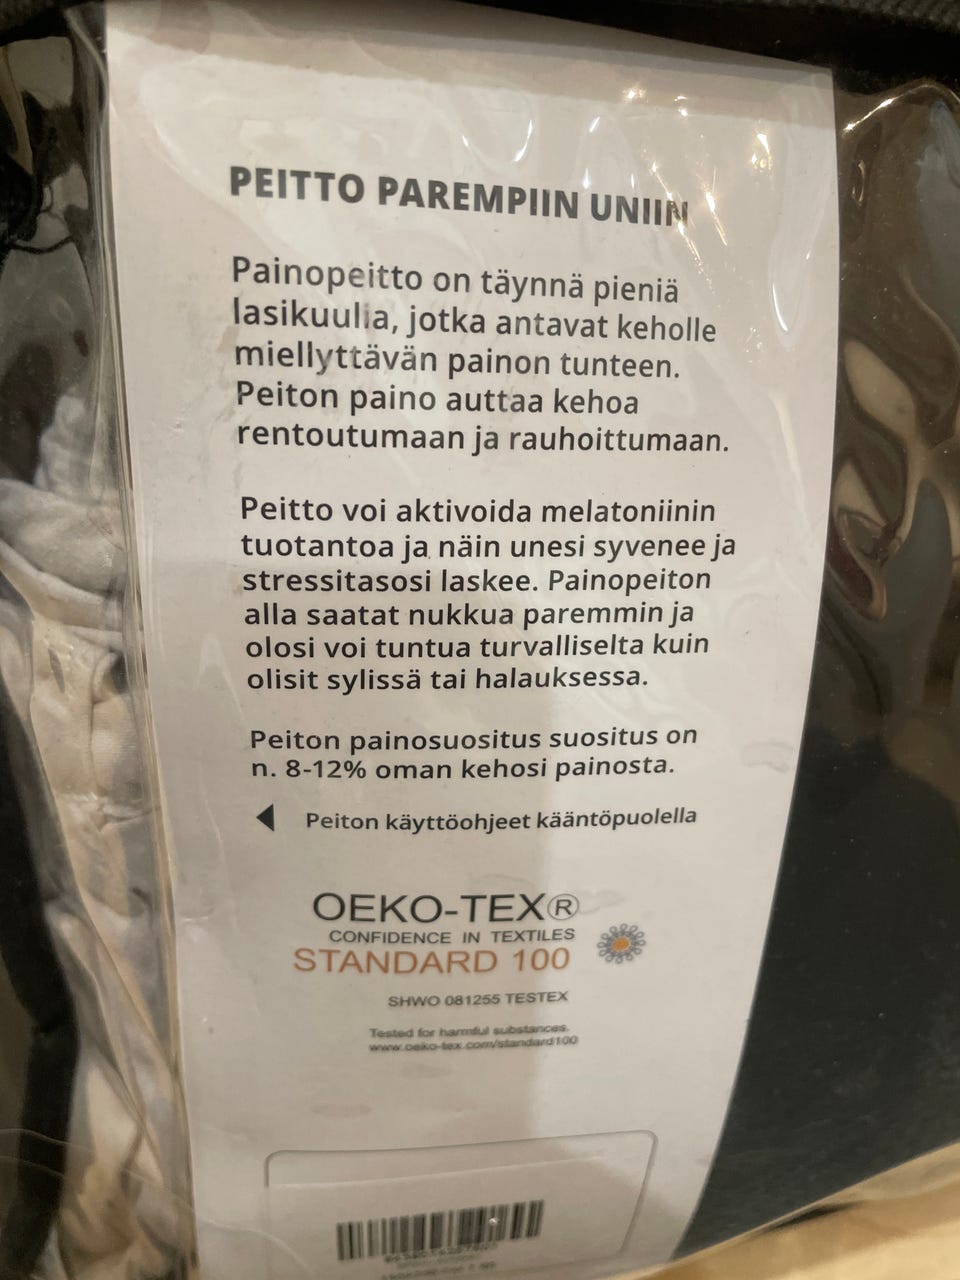 PEITTO PAREMPIIN UNIIN
Painopeitto on täynnä pieniä
lasikuulia, jotka antavat keholle
miellyttävän painon tunteen.
Peiton paino auttaa kehoa
rentoutumaan ja rauhoittumaan.
Peitto voi aktivoida melatoniinin
tuotantoa ja näin unesi syvenee ja
stressitasosi laskee. Painopeiton
alla saatat nukkua paremmin ja
olosi voi tuntua turvalliselta kuin
olisit sylissä tai halauksessa.
Peiton painosuositus suositus on
n. 8-12% oman kehosi painosta.
◀ Peiton käyttöohjeet kääntöpuolella
OEKO-TEX®
CONFIDENCE IN TEXTILES
STANDARD 100
SHWO 081255 TESTEX
Tested for harmful substances.
www.oeko-tex.com/standard100